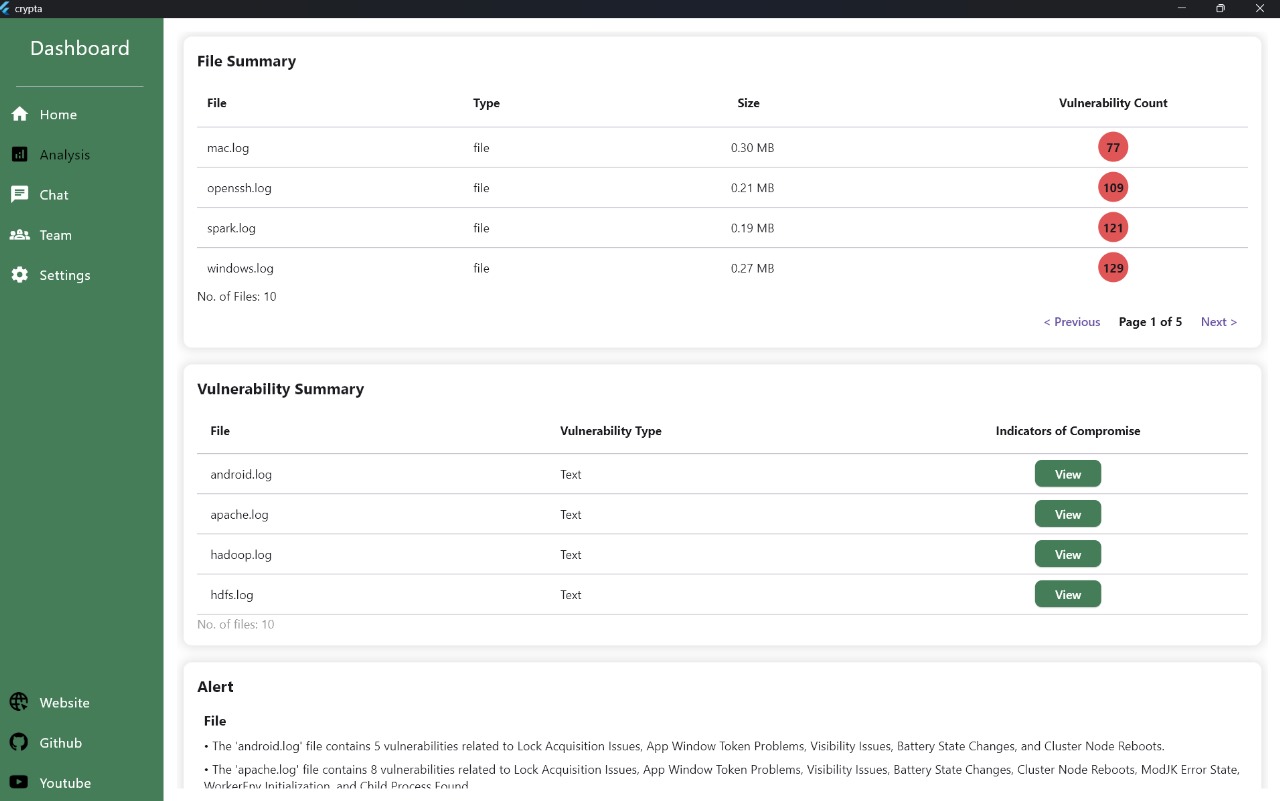 crypta
Dashboard
Home
Analysis
Chat
Team
Settings
Website
Github
Youtube
File Summary
File Type Size Vulnerability Count
mac.log file 0.30 MB 77
openssh.log file 0.21 MB 109
spark.log file 0.19 MB 121
windows.log file 0.27 MB 129
No. of Files: 10
< Previous Page 1 of 5 Next >
Vulnerability Summary
File Vulnerability Type Indicators of Compromise
android.log Text View
apache.log Text View
hadoop.log Text View
hdfs.log Text View
No. of files: 10
Alert
File
• The 'android.log' file contains 5 vulnerabilities related to Lock Acquisition Issues, App Window Token Problems, Visibility Issues, Battery State Changes, and Cluster Node Reboots.
• The 'apache.log' file contains 8 vulnerabilities related to Lock Acquisition Issues, App Window Token Problems, Visibility Issues, Battery State Changes, Cluster Node Reboots, ModJK Error State,
WorkerEnv Initialization, and Child Process Found